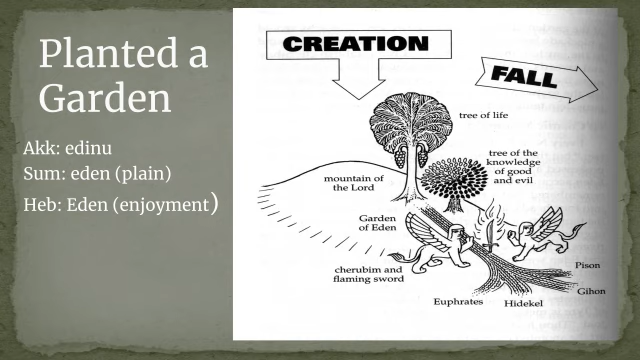 Planted a
Garden
Akk: edinu
Sum: eden (plain)
Heb: Eden (enjoyment)
CREATION
FALL
tree of life
tree of the
knowledge
of good
and evil
mountain of
the Lord
Garden
of Eden
cherubim and
flaming sword
Pison
Gihon
Euphrates
Hidekel